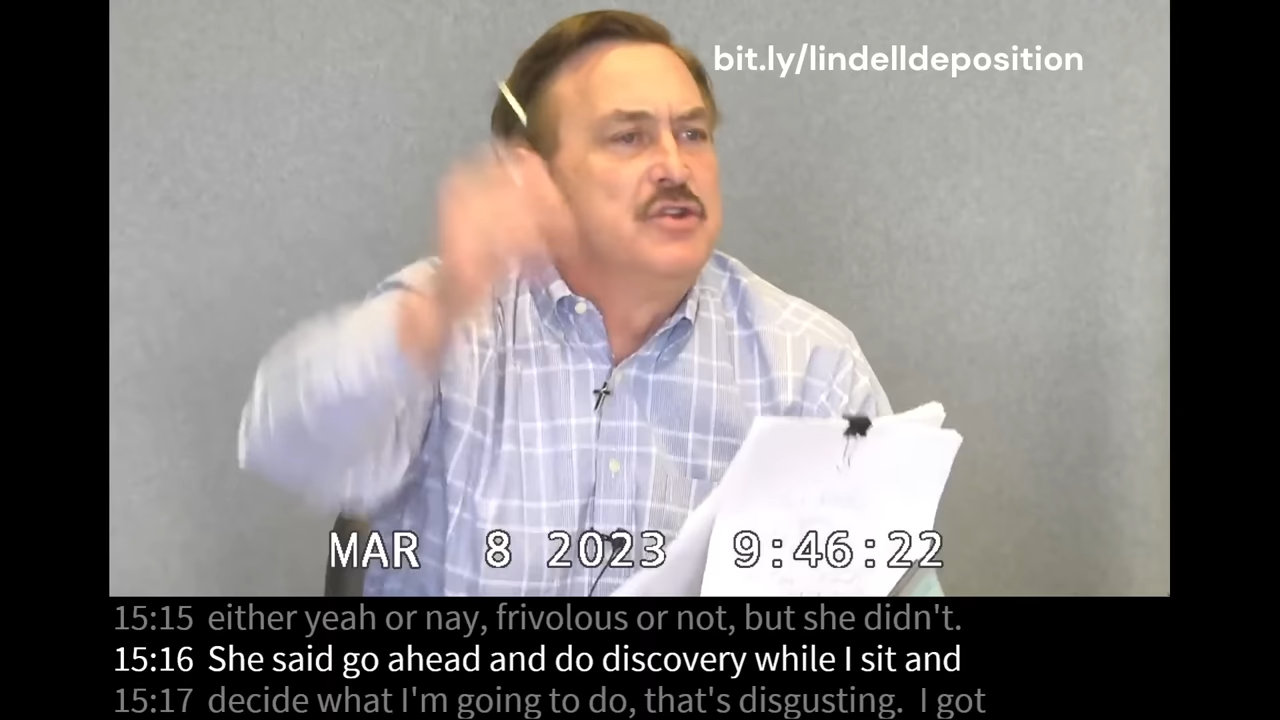 bit.ly/lindelldeposition
MAR 8 2023 9:46:22
15:15 either yeah or nay, frivolous or not, but she didn't.
15:16 She said go ahead and do discovery while I sit and
15:17 decide what I'm going to do, that's disgusting. I got